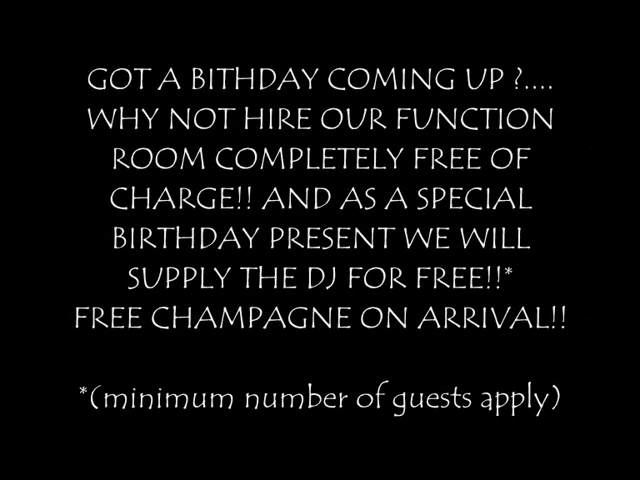 GOT A BITHDAY COMING UP ?....
WHY NOT HIRE OUR FUNCTION
ROOM COMPLETELY FREE OF
CHARGE!! AND AS A SPECIAL
BIRTHDAY PRESENT WE WILL
SUPPLY THE DJ FOR FREE!!*
FREE CHAMPAGNE ON ARRIVAL!!
*(minimum number of guests apply)